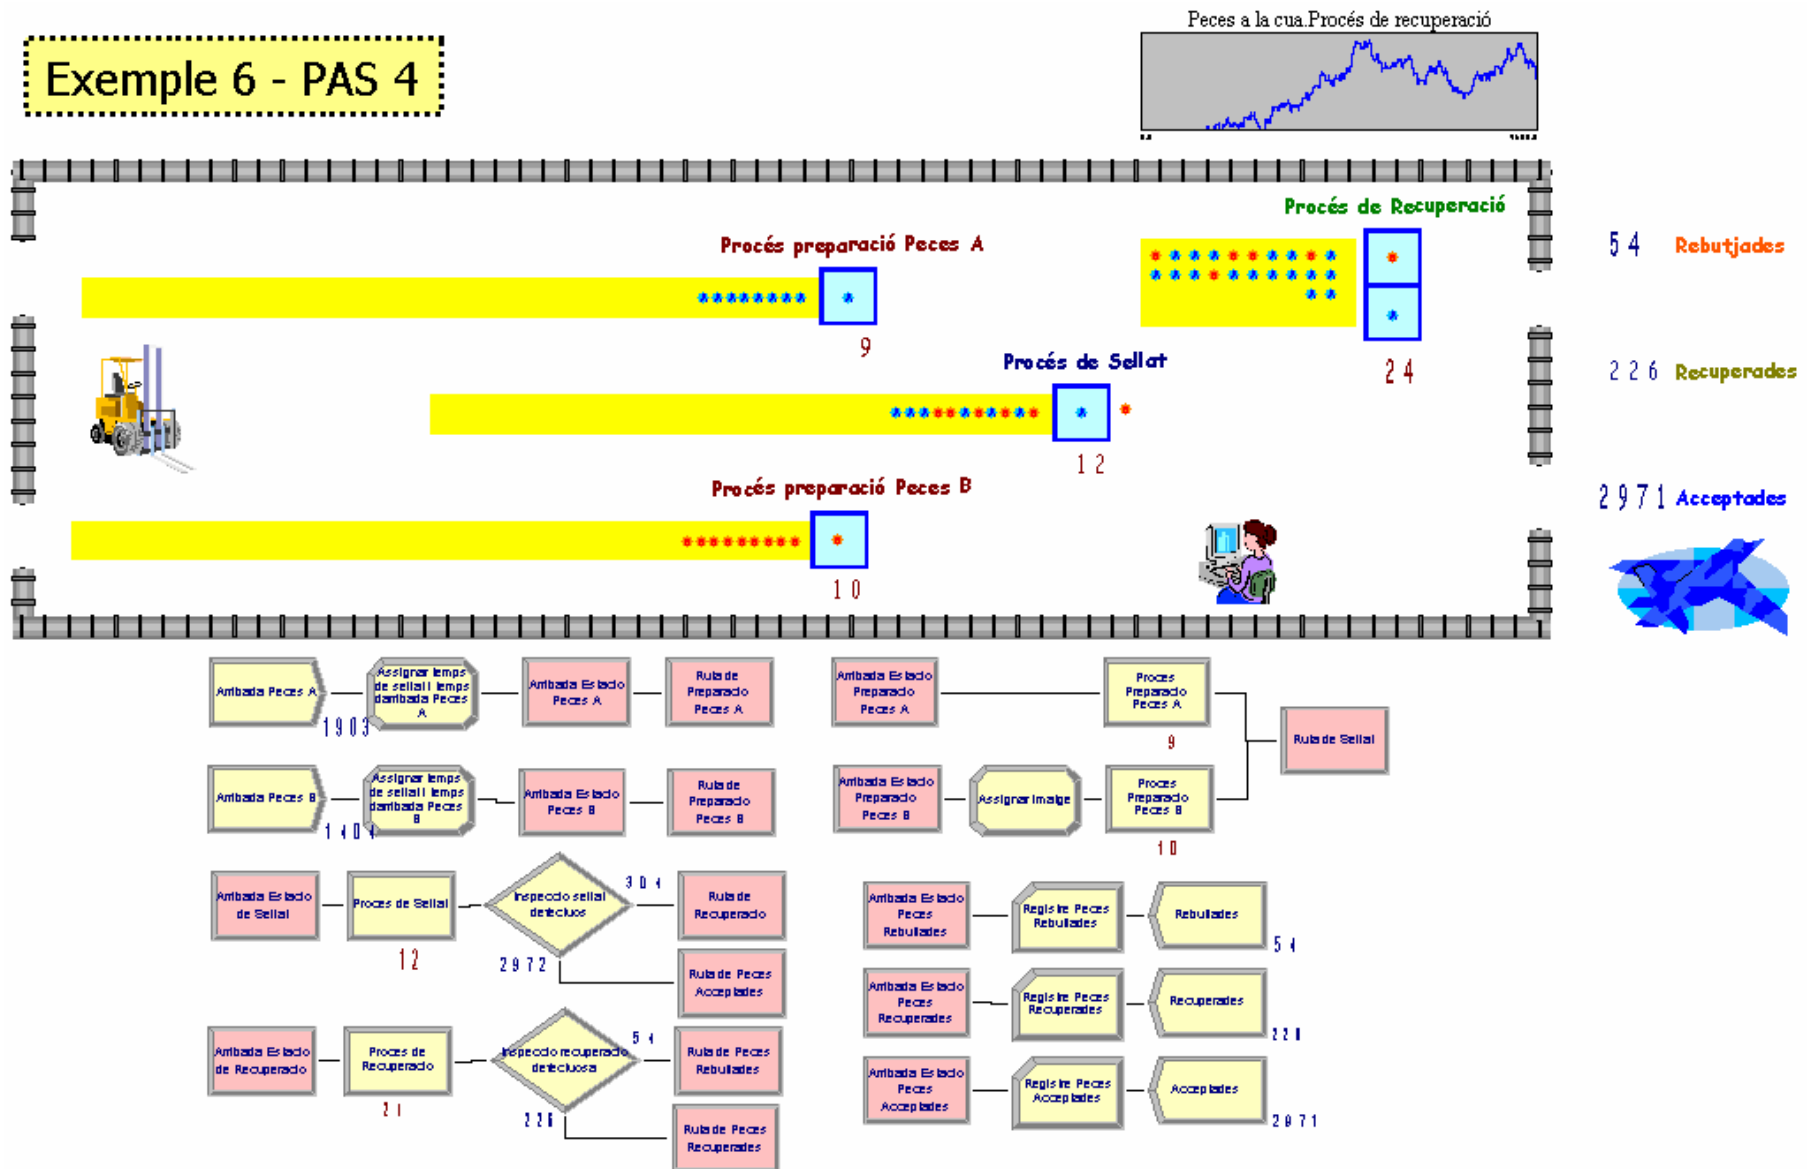 Peces a la cua.Procés de recuperació
Exemple 6 - PAS 4
Procés de Recuperació
Procés preparació Peces A
54 Rebutjades
9
Procés de Sellat
24
226 Recuperades
12
Procés preparació Peces B
2971 Acceptades
10
Arribada Peces A
1903
Assignar temps
de sellat i temps
darribada Peces
A
Arribada Estacio
Peces A
Ruta de
Preparacio
Peces A
Arribada Estacio
Preparacio
Peces A
Proces
Preparacio
Peces A
9
Ruta de Sellat
Arribada Peces B
1404
Assignar temps
de sellat i temps
darribada Peces
B
Arribada Estacio
Peces B
Ruta de
Preparacio
Peces B
Arribada Estacio
Preparacio
Peces B
Assignar imatge
Proces
Preparacio
Peces B
10
Arribada Estacio
de Sellat
Proces de Sellat
12
Inspeccio sellat
defectuos
304
2972
Ruta de
Recuperacio
Ruta de Peces
Acceptades
Arribada Estacio
Peces
Rebutjades
Registre Peces
Rebutjades
Rebutjades
54
Arribada Estacio
Peces
Recuperades
Registre Peces
Recuperades
Recuperades
226
Arribada Estacio
de Recuperacio
Proces de
Recuperacio
24
Inspeccio recuperacio
defectuosa
54
226
Ruta de Peces
Rebutjades
Ruta de Peces
Recuperades
Arribada Estacio
Peces
Acceptades
Registre Peces
Acceptades
Acceptades
2971